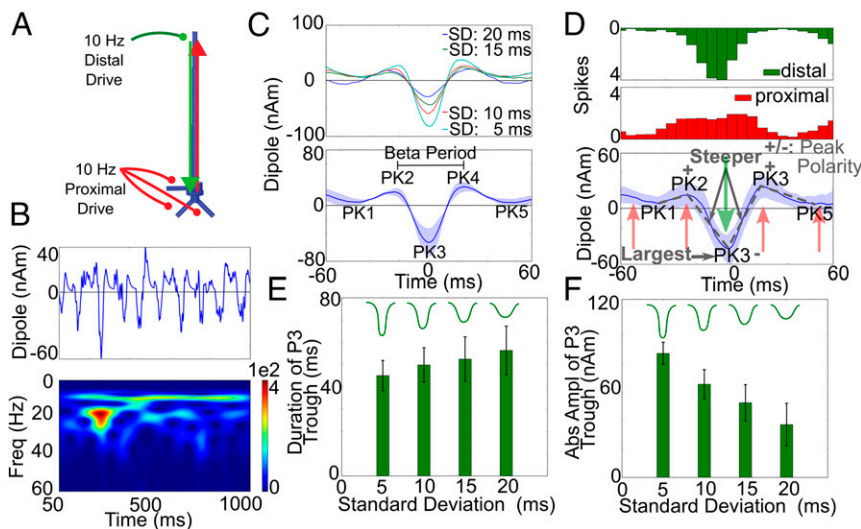 A
10 Hz
Distal
Drive
10 Hz
Proximal
Drive
B
Dipole (nAm)
60
0
-60
Freq (Hz)
0
20
40
60
50
500
1000
Time (ms)
1e2
4
2
0
C
Dipole (nAm)
100
0
-100
SD: 20 ms
SD: 15 ms
SD: 10 ms
SD: 5 ms
80
0
-80
Beta Period
PK1
PK2
PK3
PK4
PK5
-60
0
60
Time (ms)
D
Spikes
0
4
distal
4
0
proximal
Dipole (nAm)
60
0
-60
Steeper
+/-: Peak
Polarity
+
PK2
+
PK3
PK1
PK5
Largest
PK3 -
-60
0
60
Time (ms)
E
Duration of P3
Trough (ms)
80
40
0
0
5
10
15
20
Standard Deviation (ms)
F
Abs Ampl of P3
Trough (nAm)
120
60
0
0
5
10
15
20
Standard Deviation (ms)